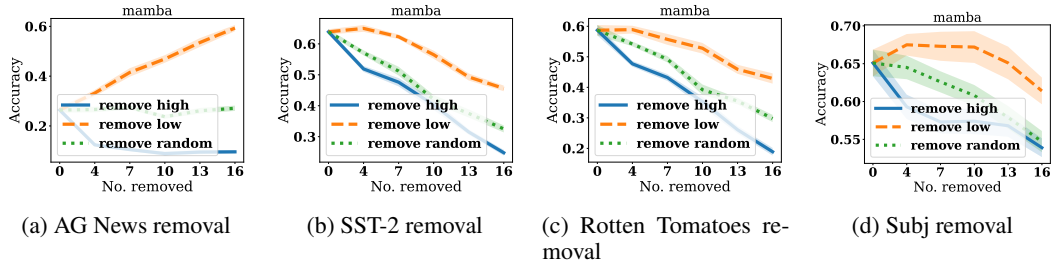 mamba
0.6
0.4
0.2
Accuracy
remove high
remove low
remove random
0 4 7 10 13 16
No. removed
(a) AG News removal
mamba
0.6
0.5
0.4
0.3
Accuracy
remove high
remove low
remove random
0 4 7 10 13 16
No. removed
(b) SST-2 removal
mamba
0.6
0.5
0.4
0.3
0.2
Accuracy
remove high
remove low
remove random
0 4 7 10 13 16
No. removed
(c) Rotten Tomatoes re-
moval
mamba
0.70
0.65
0.60
0.55
Accuracy
remove high
remove low
remove random
0 4 7 10 13 16
No. removed
(d) Subj removal